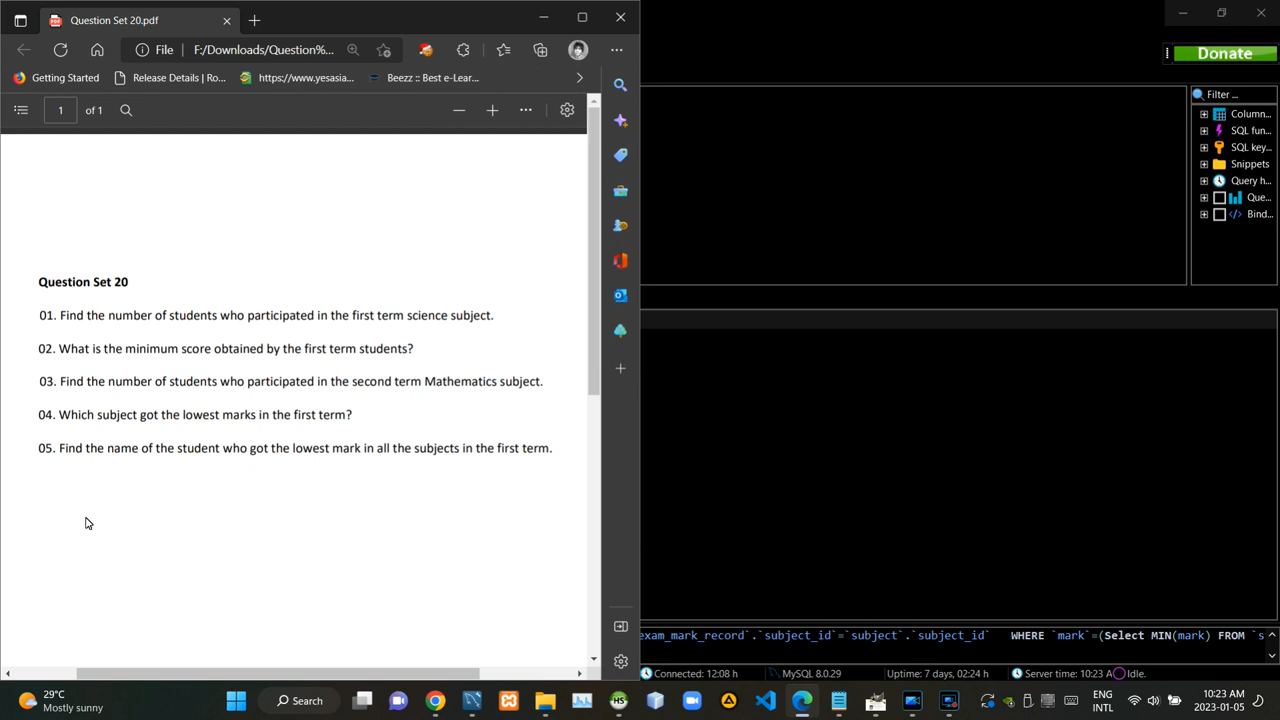 Question Set 20.pdf
File
F:/Downloads/Question%...
Getting Started
Release Details | Ro...
https://www.yesasia...
Beezz :: Best e-Lear...
1
of 1
Question Set 20
01. Find the number of students who participated in the first term science subject.
02. What is the minimum score obtained by the first term students?
03. Find the number of students who participated in the second term Mathematics subject.
04. Which subject got the lowest marks in the first term?
05. Find the name of the student who got the lowest mark in all the subjects in the first term.
Donate
Filter ...
Column...
SQL fun...
SQL key...
Snippets
Query h...
Que...
Bind...
exam_mark_record`.`subject_id`=`subject`.`subject_id` WHERE `mark`=(Select MIN(mark) FROM `s
Connected: 12:08 h
MySQL 8.0.29
Uptime: 7 days, 02:24 h
Server time: 10:23 A
Idle.
29°C
Mostly sunny
Search
ENG
INTL
10:23 AM
2023-01-05